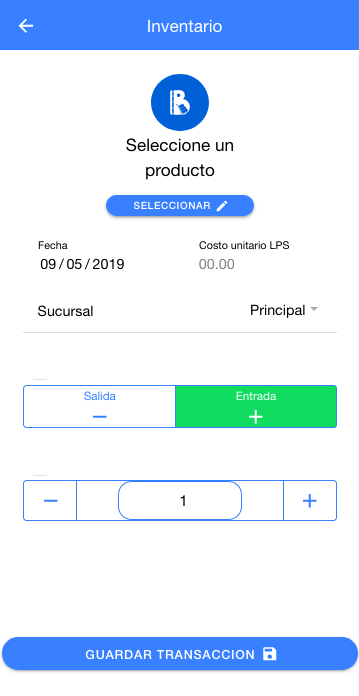 Inventario
B
Seleccione un
producto
SELECCIONAR
Fecha
Costo unitario LPS
09/05/2019
00.00
Sucursal
Principal
Salida
Entrada
1
GUARDAR TRANSACCION